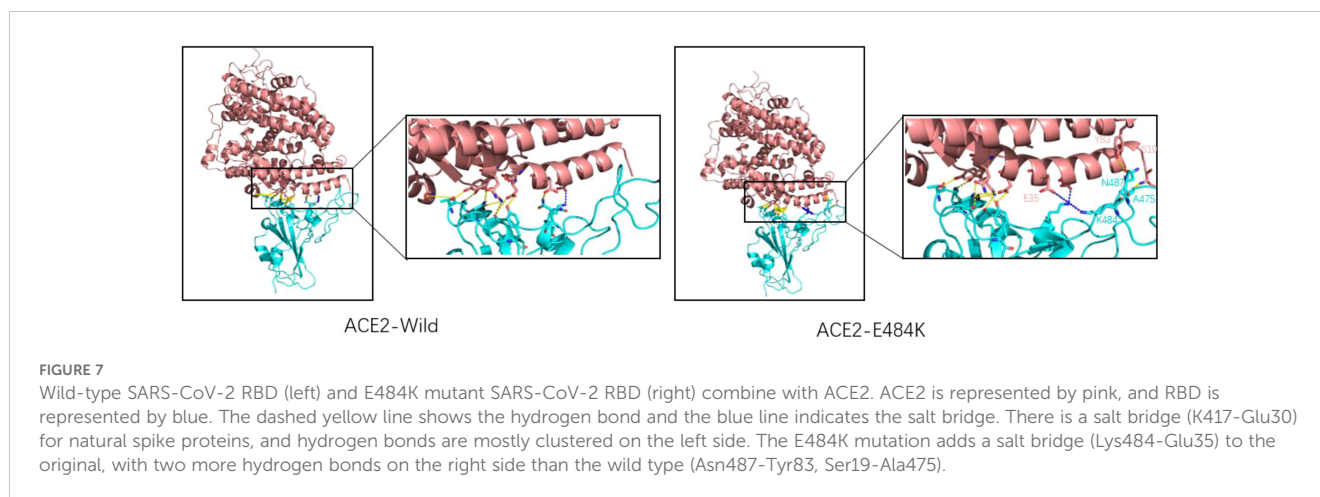 Y83
S19
N487
E35
A475
K484
ACE2-Wild
ACE2-E484K
FIGURE 7
Wild-type SARS-CoV-2 RBD (left) and E484K mutant SARS-CoV-2 RBD (right) combine with ACE2. ACE2 is represented by pink, and RBD is
represented by blue. The dashed yellow line shows the hydrogen bond and the blue line indicates the salt bridge. There is a salt bridge (K417-Glu30)
for natural spike proteins, and hydrogen bonds are mostly clustered on the left side. The E484K mutation adds a salt bridge (Lys484-Glu35) to the
original, with two more hydrogen bonds on the right side than the wild type (Asn487-Tyr83, Ser19-Ala475).